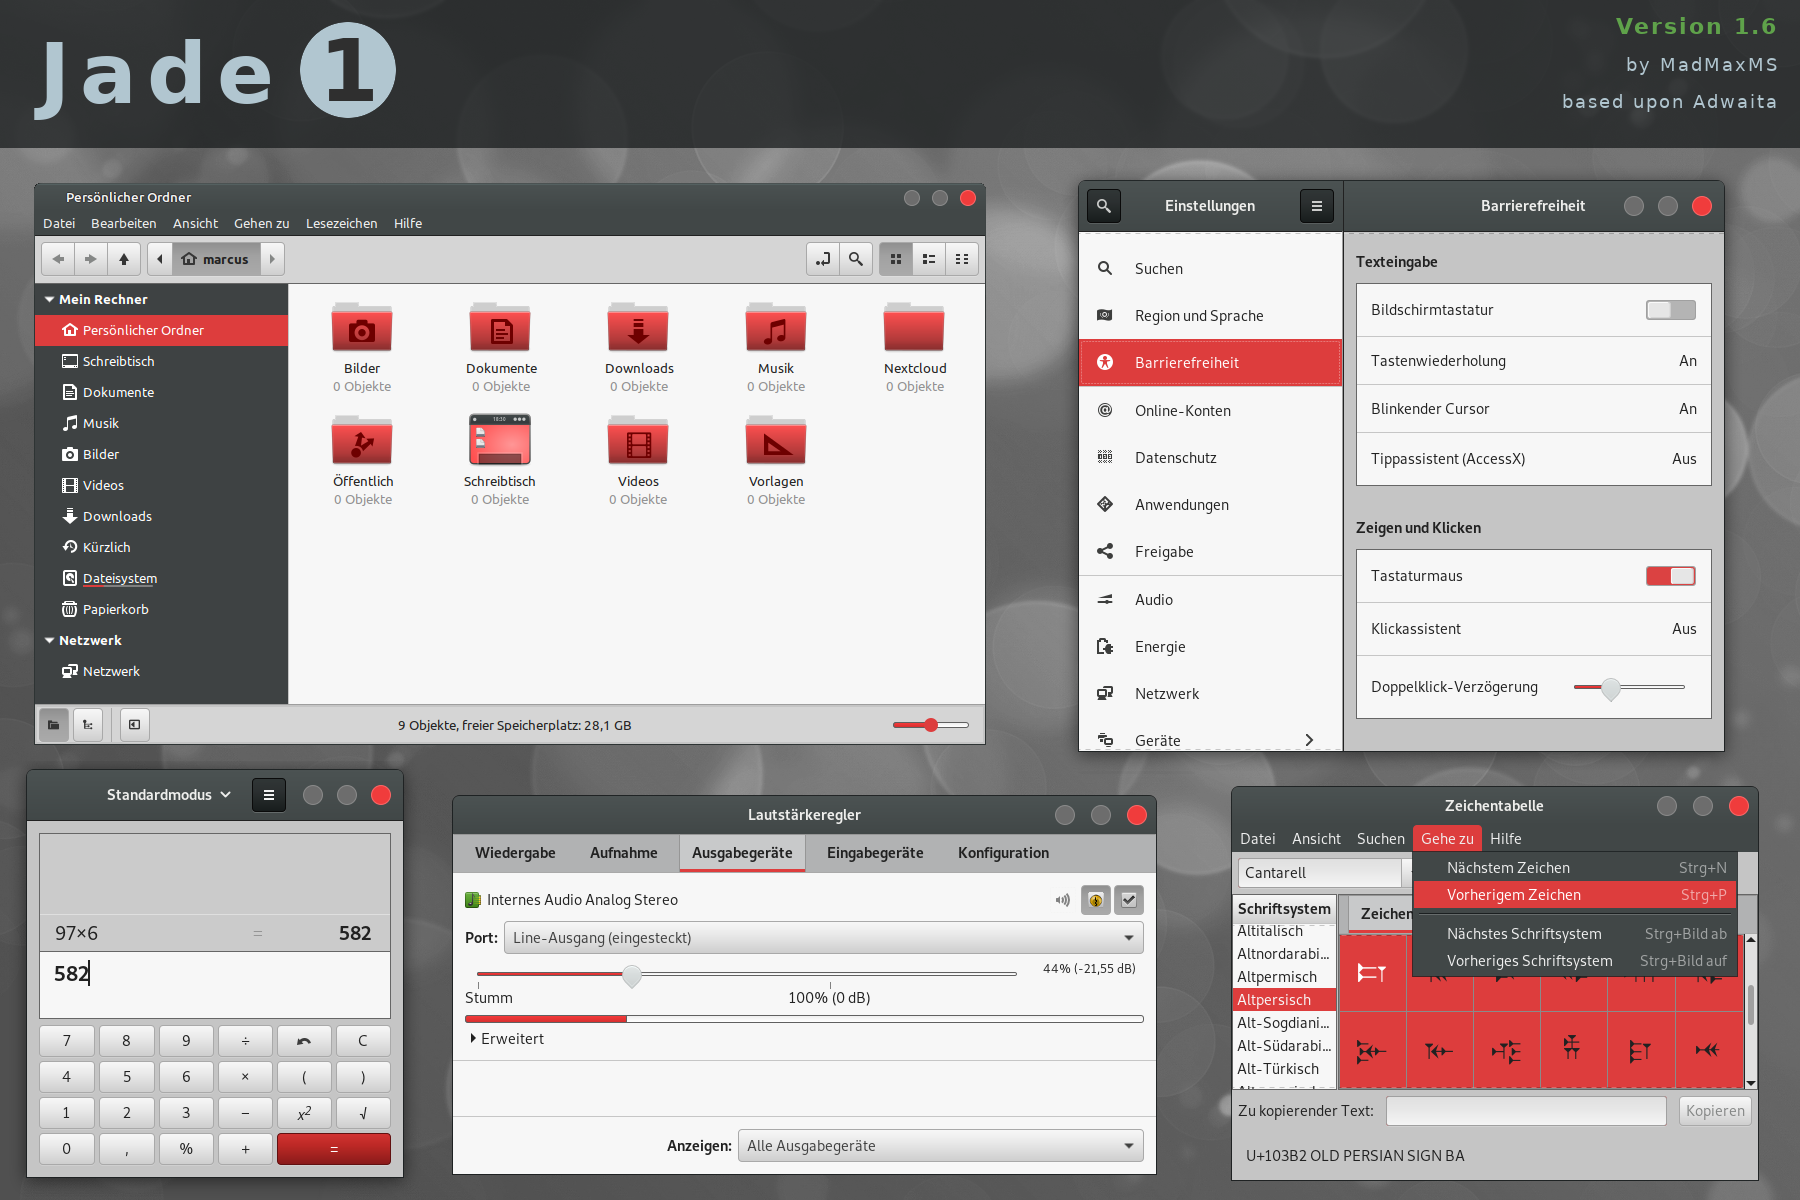 Jade 1
Version 1.6
by MadMaxMS
based upon Adwaita
Persönlicher Ordner
Datei Bearbeiten Ansicht Gehen zu Lesezeichen Hilfe
marcus
Mein Rechner
Persönlicher Ordner
Schreibtisch
Dokumente
Musik
Bilder
Videos
Downloads
Kürzlich
Dateisystem
Papierkorb
Netzwerk
Netzwerk
Bilder
0 Objekte
Dokumente
0 Objekte
Downloads
0 Objekte
Musik
0 Objekte
Nextcloud
0 Objekte
Öffentlich
0 Objekte
Schreibtisch
0 Objekte
Videos
0 Objekte
Vorlagen
0 Objekte
9 Objekte, freier Speicherplatz: 28,1 GB
Einstellungen
Suchen
Region und Sprache
Barrierefreiheit
Online-Konten
Datenschutz
Anwendungen
Freigabe
Audio
Energie
Netzwerk
Geräte
Barrierefreiheit
Texteingabe
Bildschirmtastatur
Tastenwiederholung An
Blinkender Cursor An
Tippassistent (AccessX) Aus
Zeigen und Klicken
Tastaturmaus
Klickassistent Aus
Doppelklick-Verzögerung
Standardmodus
97×6 = 582
582
7 8 9 ÷ C
4 5 6 × ( )
1 2 3 − x² √
0 , % + =
Lautstärkeregler
Wiedergabe Aufnahme Ausgabegeräte Eingabegeräte Konfiguration
Internes Audio Analog Stereo
Port: Line-Ausgang (eingesteckt)
44% (-21,55 dB)
Stumm 100% (0 dB)
Erweitert
Anzeigen: Alle Ausgabegeräte
Zeichentabelle
Datei Ansicht Suchen Gehe zu Hilfe
Cantarell
Nächstem Zeichen Strg+N
Vorherigem Zeichen Strg+P
Nächstes Schriftsystem Strg+Bild ab
Vorheriges Schriftsystem Strg+Bild auf
Schriftsystem
Zeichen
Altitalisch
Altnordarabi...
Altpermisch
Altpersisch
Alt-Sogdiani...
Alt-Südarabi...
Alt-Türkisch
Zu kopierender Text: Kopieren
U+103B2 OLD PERSIAN SIGN BA